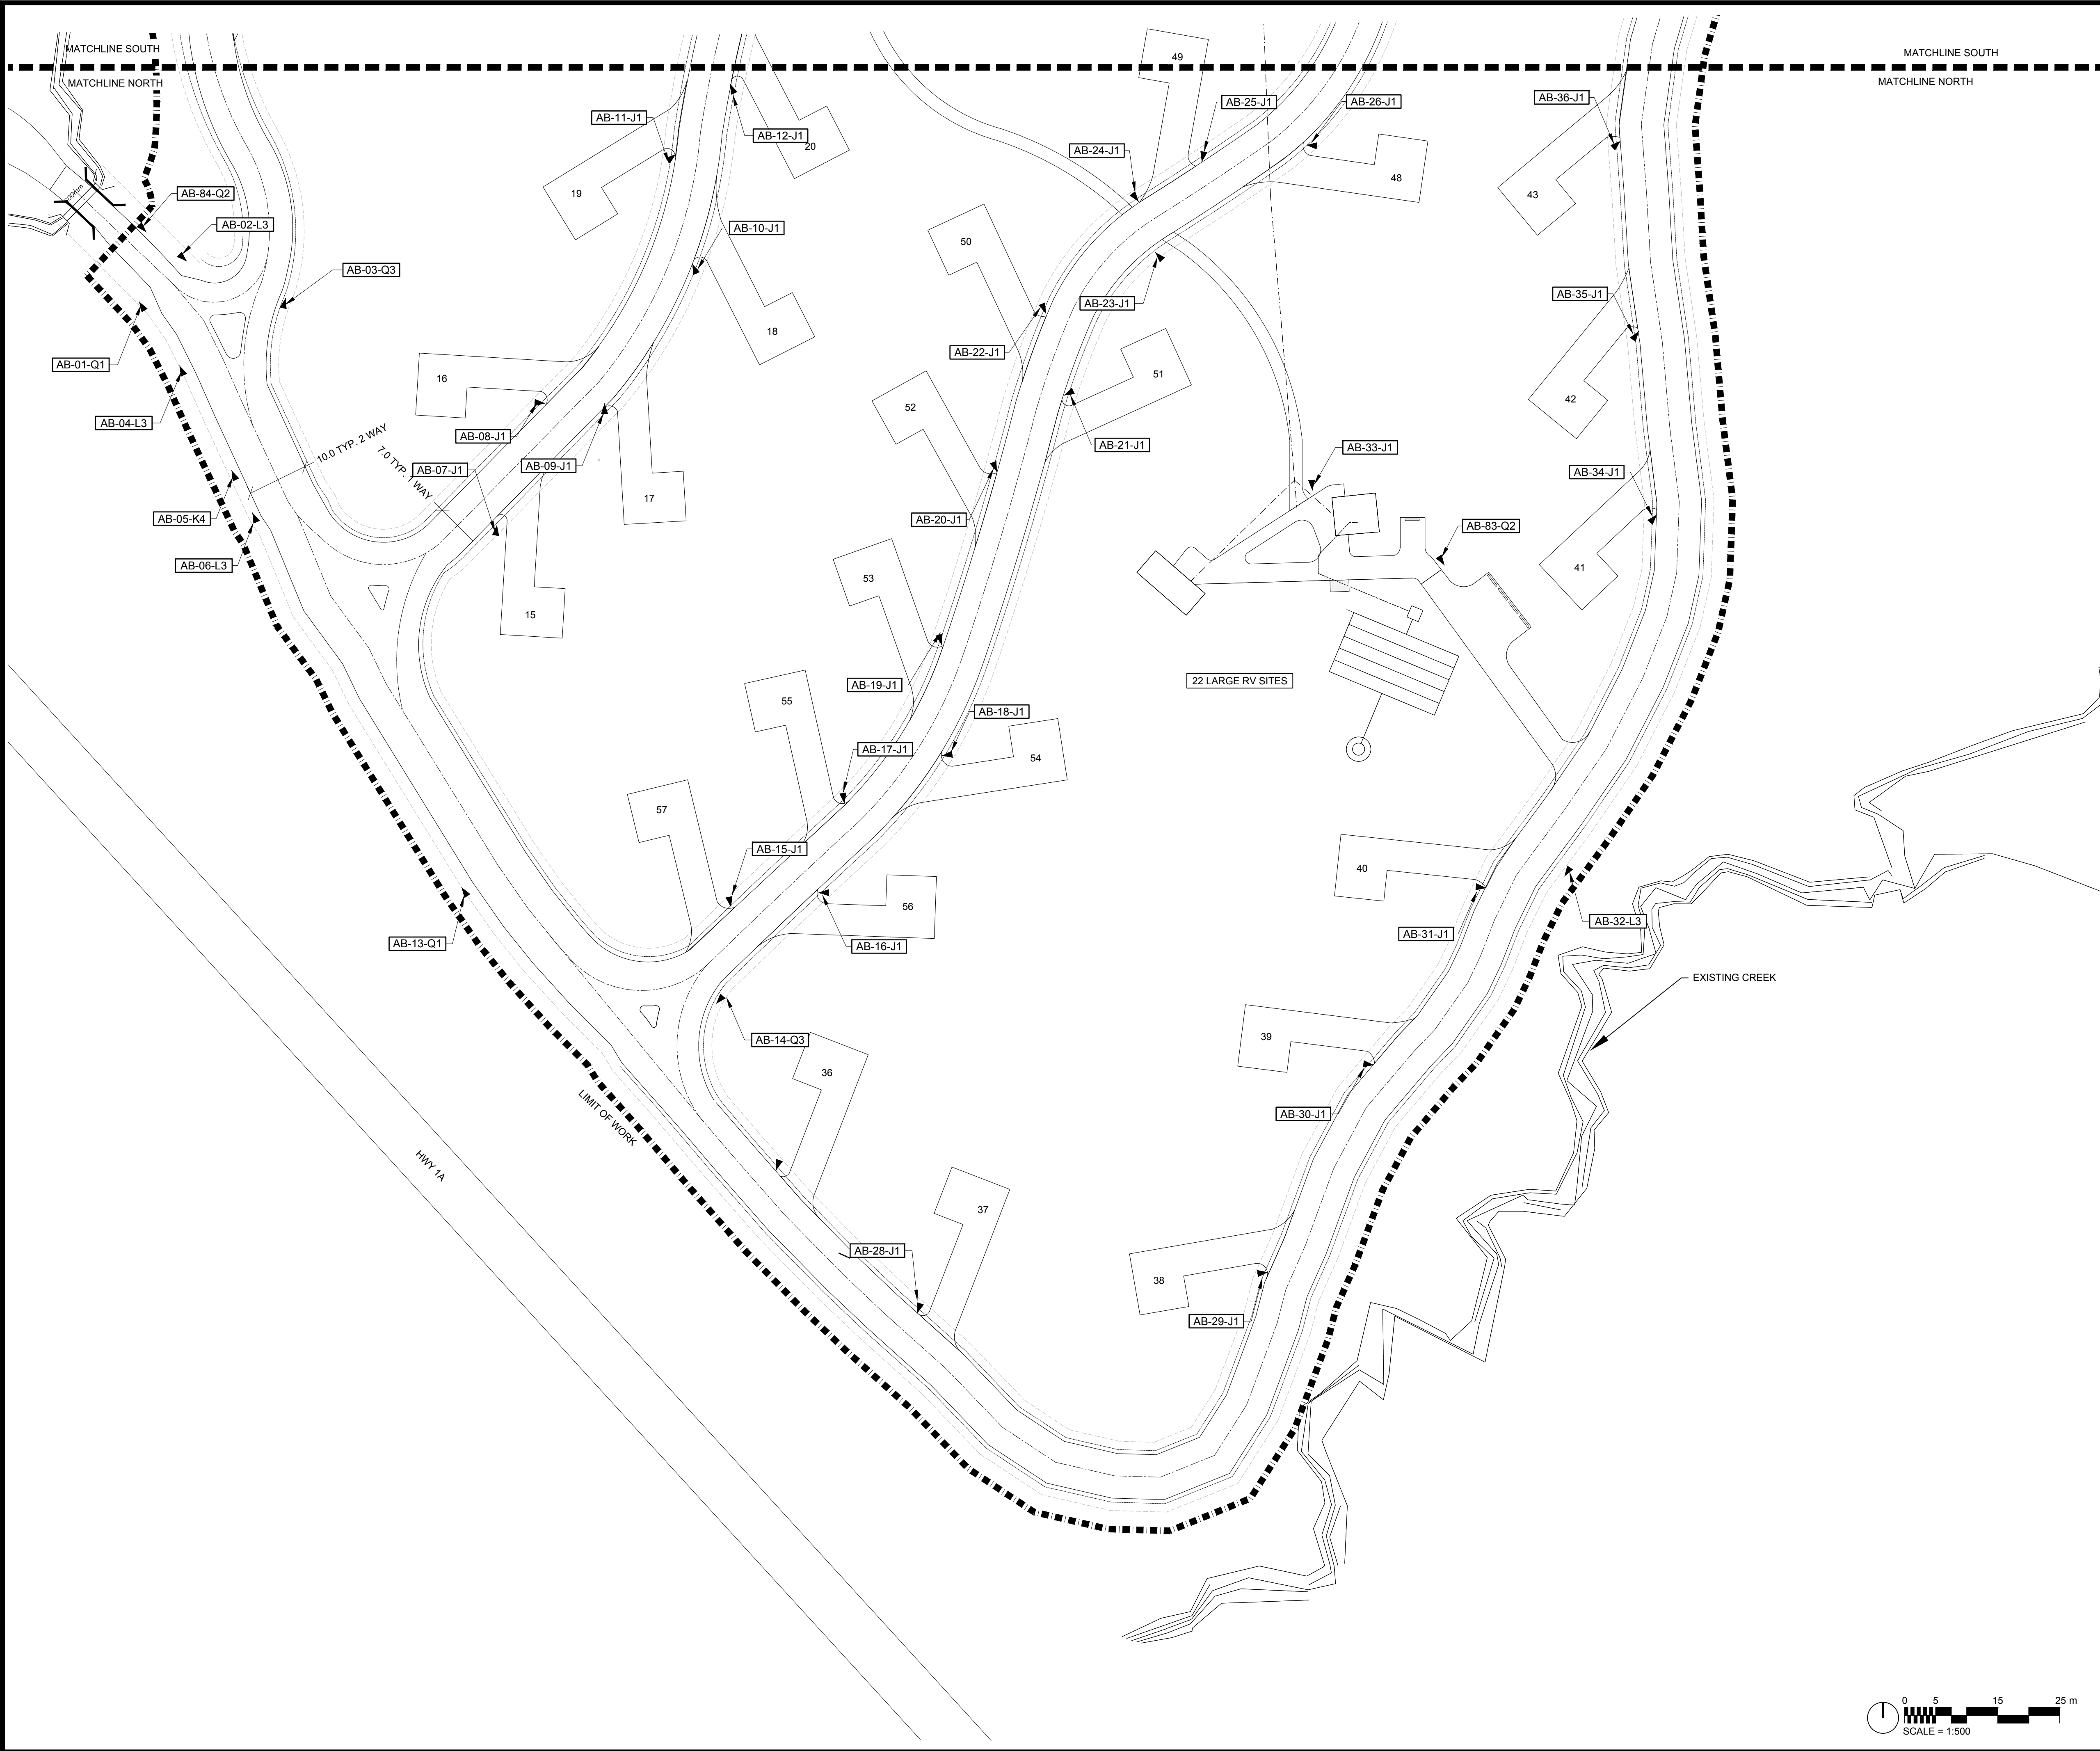 MATCHLINE SOUTH
MATCHLINE NORTH
MATCHLINE SOUTH
MATCHLINE NORTH
49
AB-36-J1
AB-25-J1
AB-26-J1
AB-11-J1
AB-12-J1
20
AB-24-J1
48
19
43
AB-84-Q2
AB-02-L3
AB-10-J1
50
AB-03-Q3
AB-35-J1
AB-23-J1
18
AB-22-J1
AB-01-Q1
51
16
42
52
AB-04-L3
10.0 TYP. 2 WAY
7.0 TYP. 1 WAY
AB-08-J1
AB-21-J1
AB-33-J1
AB-07-J1
AB-09-J1
AB-34-J1
17
AB-05-K4
AB-20-J1
AB-83-Q2
AB-06-L3
53
41
15
22 LARGE RV SITES
AB-19-J1
55
AB-18-J1
AB-17-J1
54
57
AB-15-J1
40
56
AB-32-L3
AB-13-Q1
AB-16-J1
AB-31-J1
EXISTING CREEK
39
AB-14-Q3
36
LIMIT OF WORK
AB-30-J1
HWY 1A
37
AB-28-J1
38
AB-29-J1
0 5 15 25 m
SCALE = 1:500